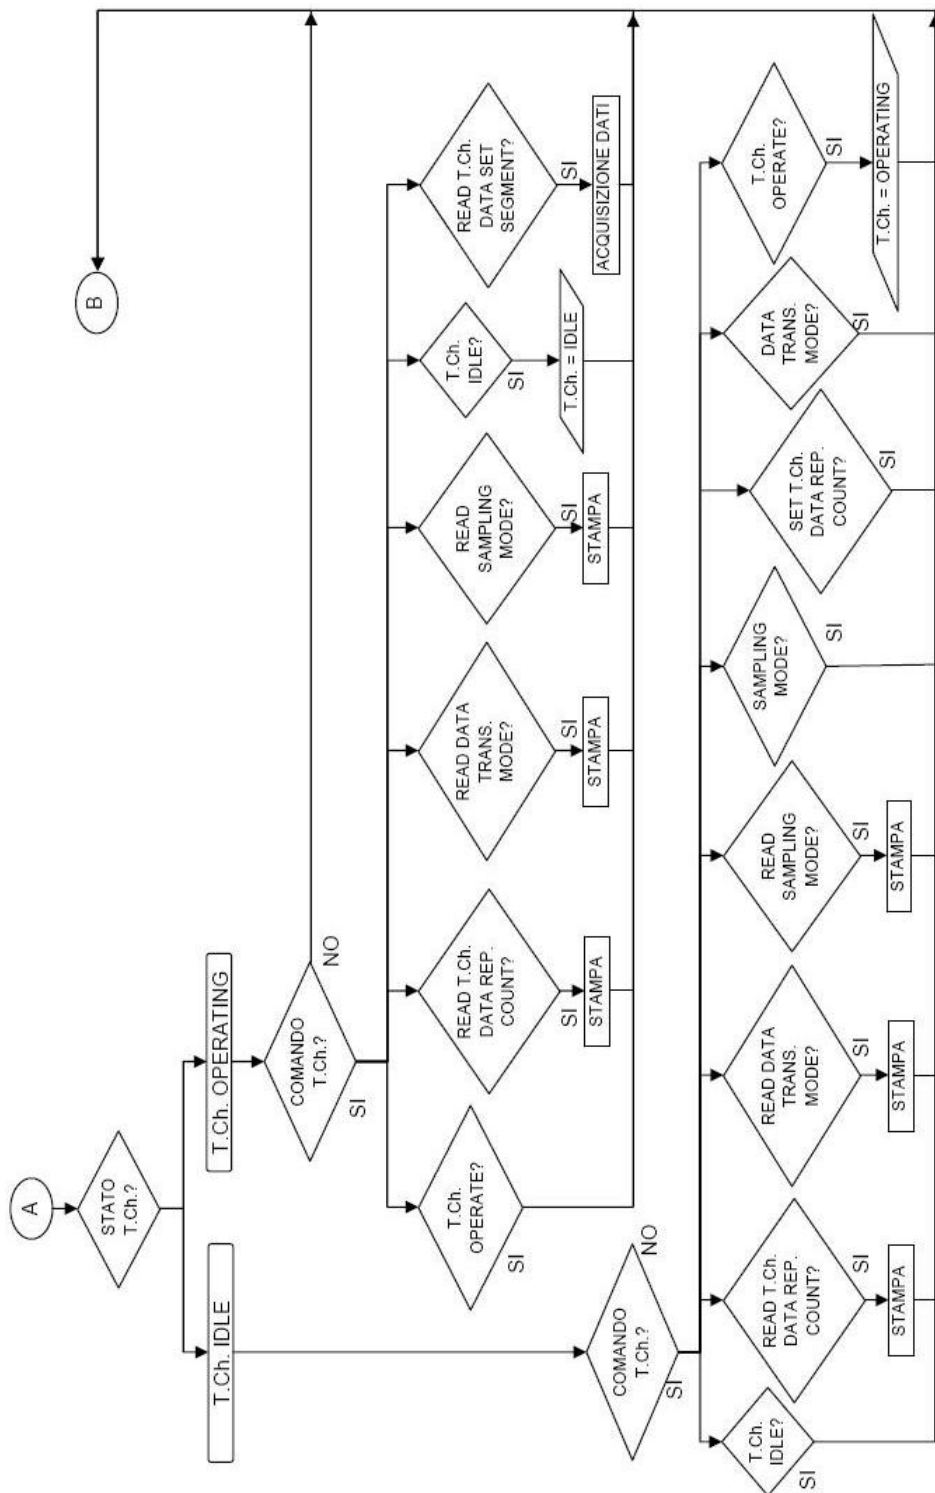 A
STATO
T.Ch.?
T.Ch. IDLE
T.Ch. OPERATING
B
COMANDO
T.Ch.?
NO
SI
T.Ch.
OPERATE?
SI
READ T.Ch.
DATA REP.
COUNT?
SI
STAMPA
READ DATA
TRANS.
MODE?
SI
STAMPA
READ
SAMPLING
MODE?
SI
STAMPA
T.Ch.
IDLE?
SI
T.Ch. = IDLE
READ T.Ch.
DATA SET
SEGMENT?
SI
ACQUISIZIONE DATI
COMANDO
T.Ch.?
NO
SI
T.Ch.
IDLE?
SI
READ T.Ch.
DATA REP.
COUNT?
SI
STAMPA
READ DATA
TRANS.
MODE?
SI
STAMPA
READ
SAMPLING
MODE?
SI
STAMPA
SAMPLING
MODE?
SI
SET T.Ch.
DATA REP.
COUNT?
SI
DATA
TRANS.
MODE?
SI
T.Ch.
OPERATE?
SI
T.Ch. = OPERATING